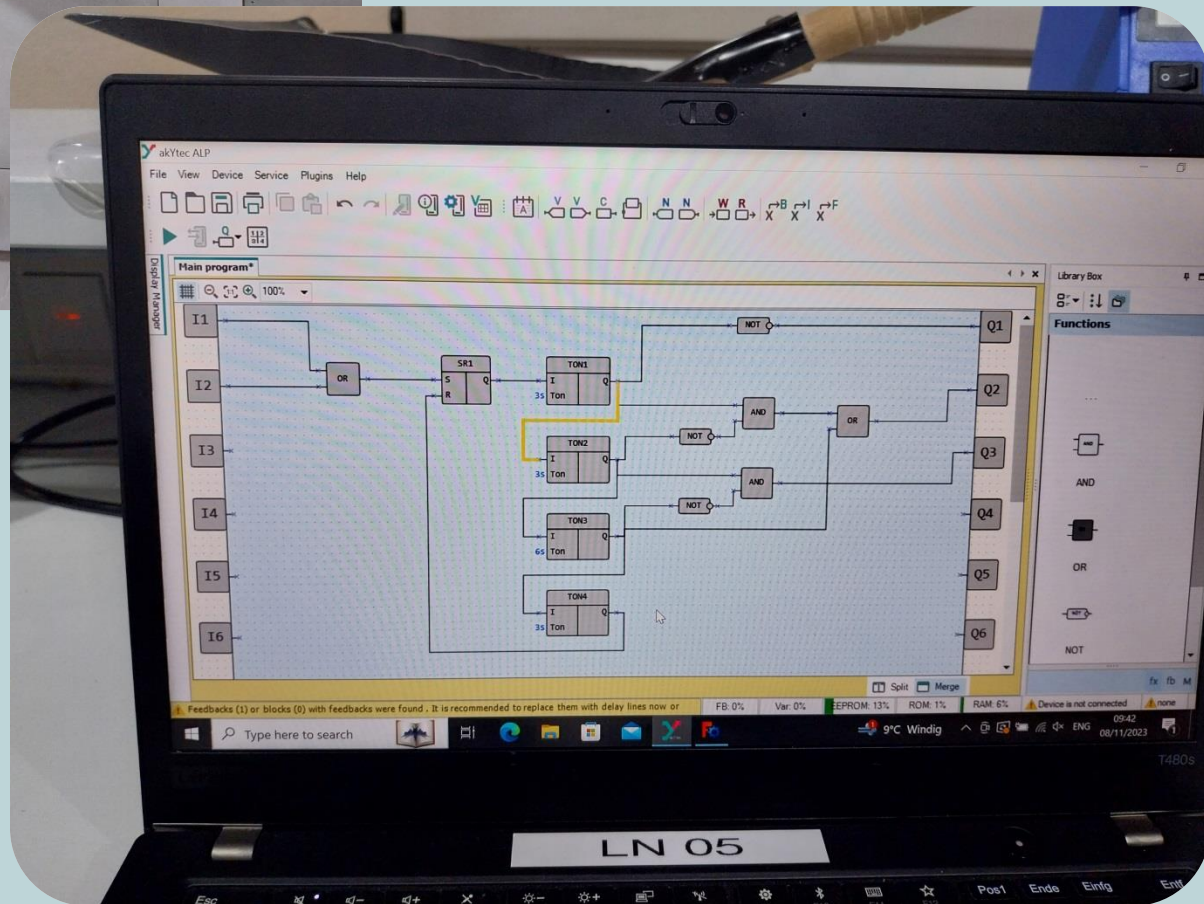 akYtec ALP
File View Device Service Plugins Help
Main program*
Display Manager
100%
Library Box
Functions
I1
I2
I3
I4
I5
I6
OR
SR1
S Q
R
TON1
I Q
3s Ton
TON2
I Q
3s Ton
TON3
I Q
6s Ton
TON4
I Q
3s Ton
NOT
AND
NOT
OR
AND
NOT
Q1
Q2
Q3
Q4
Q5
Q6
...
AND
OR
NOT
fx fb M
Split Merge
Feedbacks (1) or blocks (0) with feedbacks were found . It is recommended to replace them with delay lines now or
FB: 0% Var: 0% EEPROM: 13% ROM: 1% RAM: 6% Device is not connected none
Type here to search
9°C Windig ENG
09:42
08/11/2023
T480s
LN 05
Esc
Pos1 Ende Einfg Entf